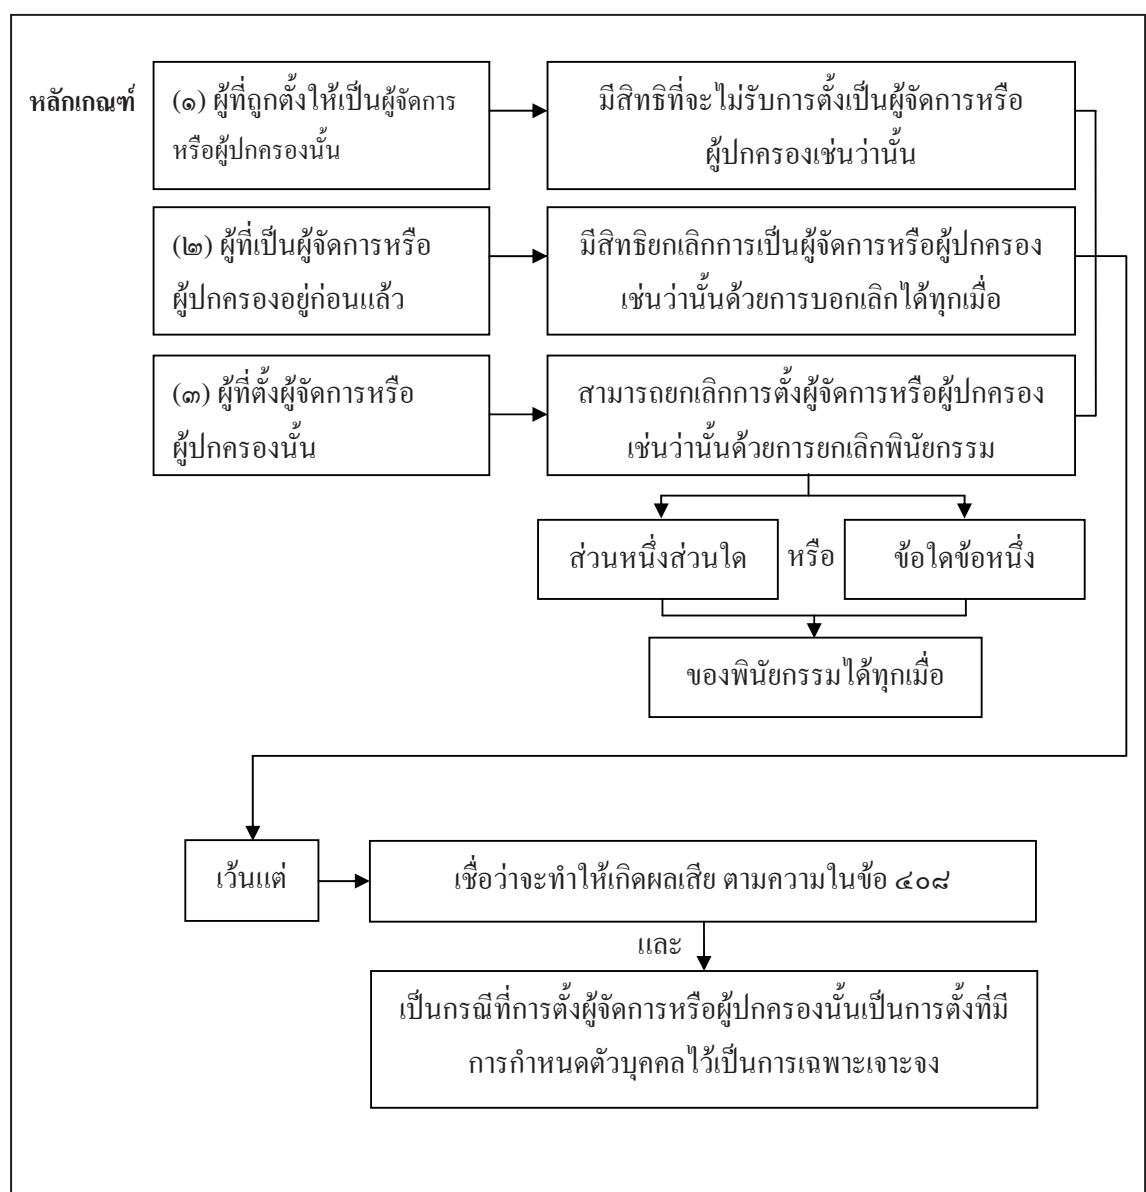 หลักเกณฑ์
(๑) ผู้ที่ถูกตั้งให้เป็นผู้จัดการ
หรือผู้ปกครองนั้น
มีสิทธิที่จะไม่รับการตั้งเป็นผู้จัดการหรือ
ผู้ปกครองเช่นว่านั้น
(๒) ผู้ที่เป็นผู้จัดการหรือ
ผู้ปกครองอยู่ก่อนแล้ว
มีสิทธิยกเลิกการเป็นผู้จัดการหรือผู้ปกครอง
เช่นว่านั้นด้วยการบอกเลิกได้ทุกเมื่อ
(๓) ผู้ที่ตั้งผู้จัดการหรือ
ผู้ปกครองนั้น
สามารถยกเลิกการตั้งผู้จัดการหรือผู้ปกครอง
เช่นว่านั้นด้วยการยกเลิกพินัยกรรม
ส่วนหนึ่งส่วนใด
หรือ
ข้อใดข้อหนึ่ง
ของพินัยกรรมได้ทุกเมื่อ
เว้นแต่
เชื่อว่าจะทำให้เกิดผลเสีย ตามความในข้อ ๔๐๘
และ
เป็นกรณีที่การตั้งผู้จัดการหรือผู้ปกครองนั้นเป็นการตั้งที่มี
การกำหนดตัวบุคคลไว้เป็นการเฉพาะเจาะจง